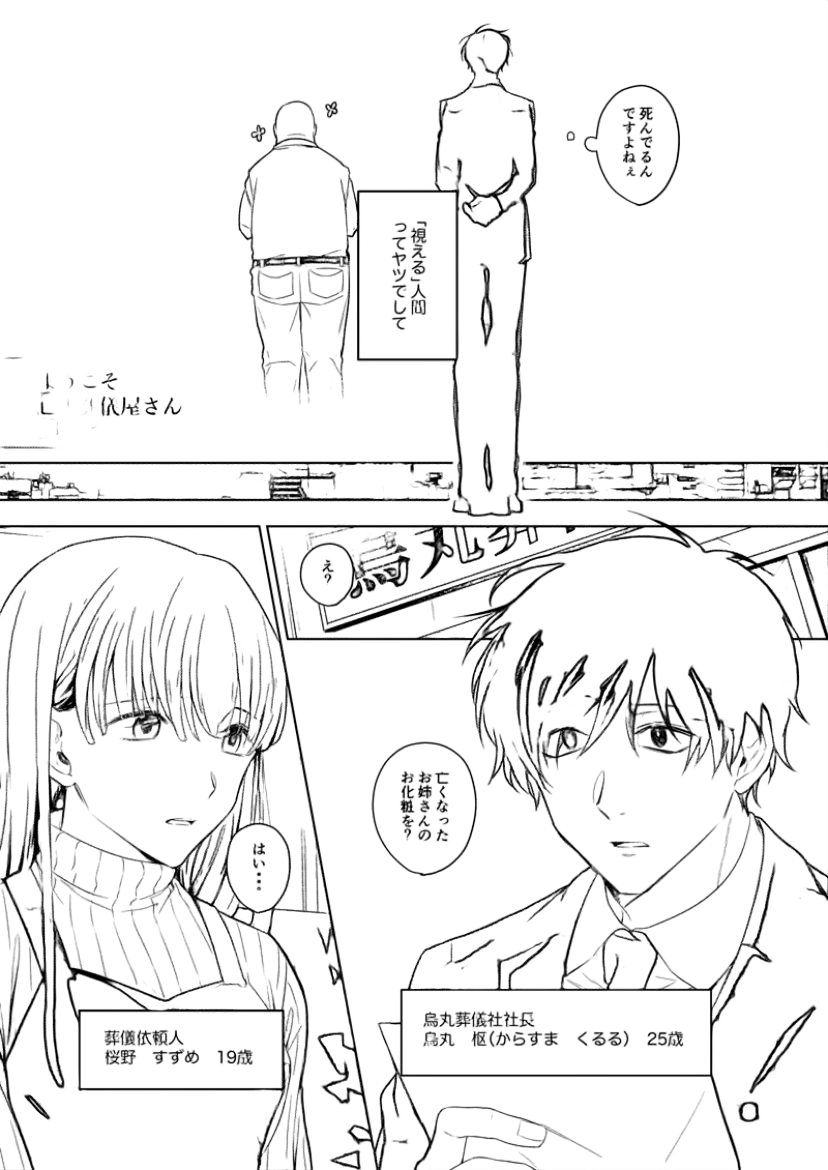 死んでるん
ですよねぇ
「視える」人間
ってヤツでして
こそ
儀屋さん
え？
亡くなった
お姉さんの
お化粧を？
はい・・・
烏丸葬儀社社長
烏丸　枢（からすま　くるる）　25歳
葬儀依頼人
桜野　すずめ　19歳